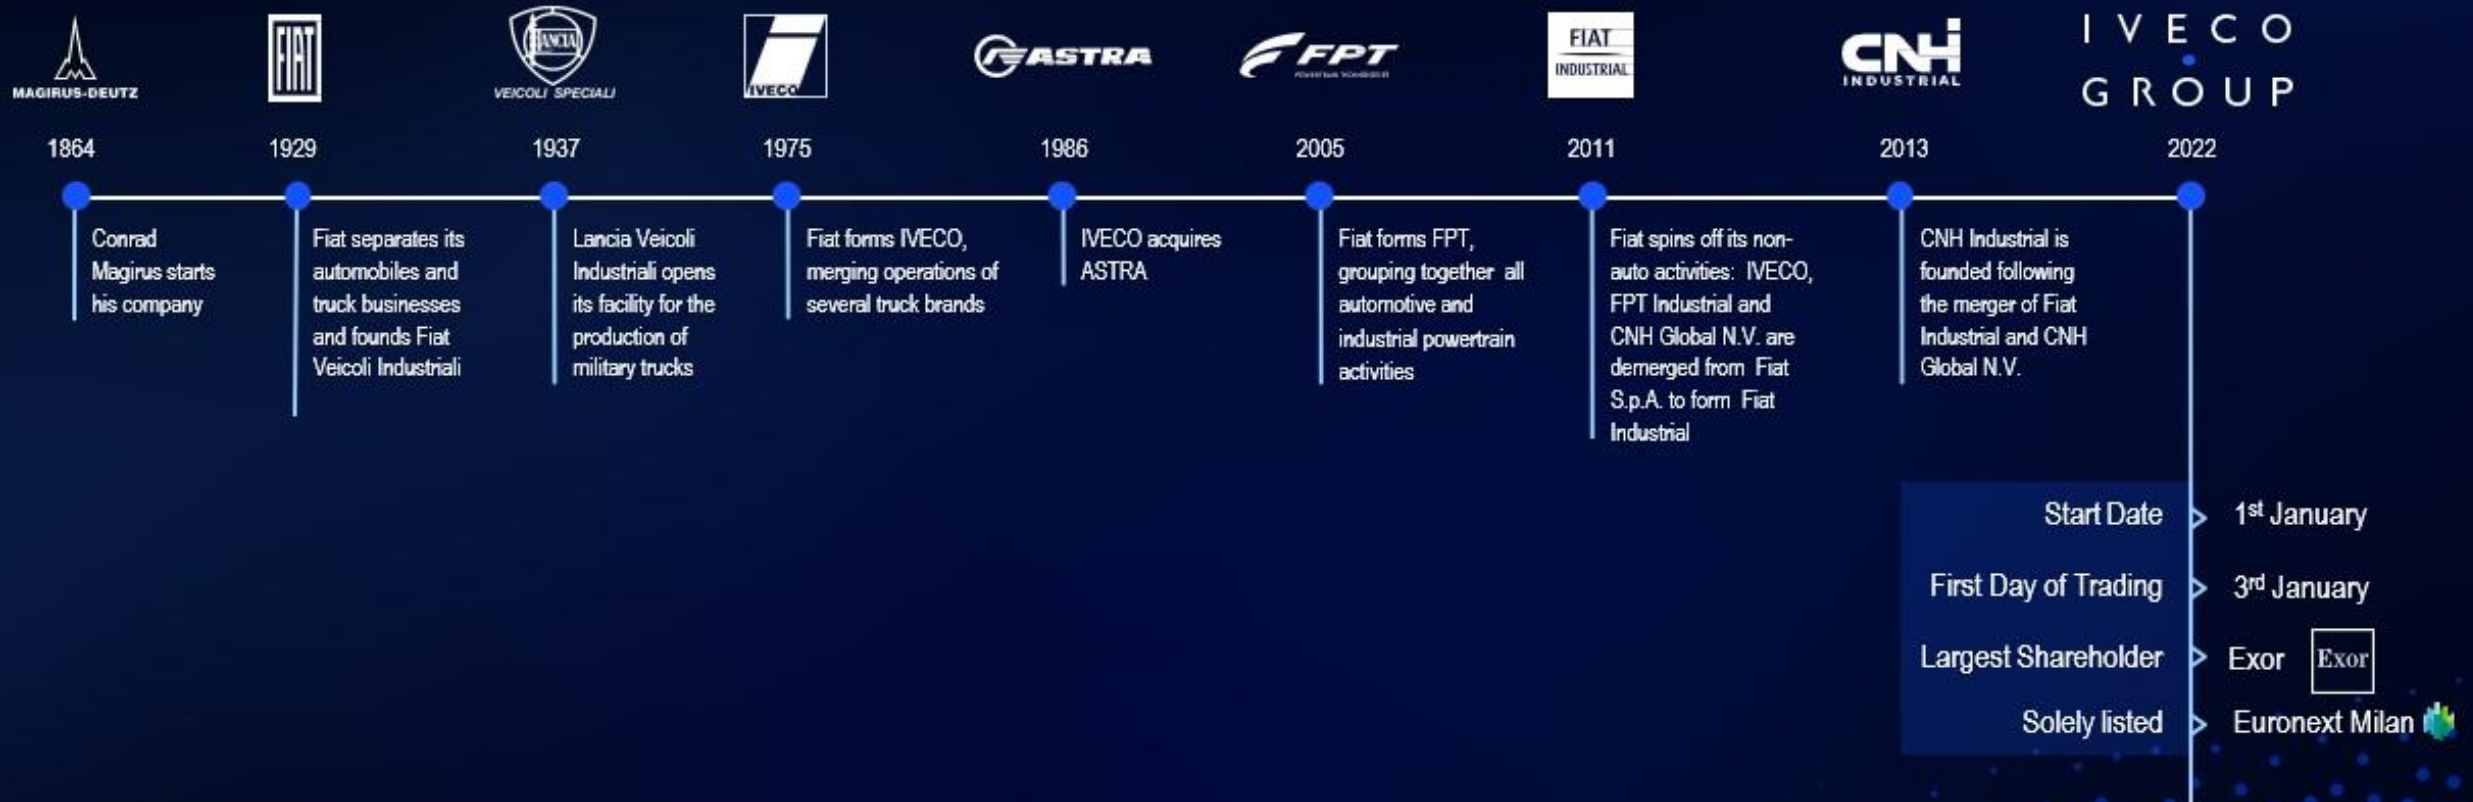 MAGIRUS-DEUTZ
FIAT
LANCIA
VEICOLI SPECIALI
IVECO
ASTRA
FPT
FIAT
INDUSTRIAL
CNH
INDUSTRIAL
IVECO
GROUP
1864
1929
1937
1975
1986
2005
2011
2013
2022
Conrad
Magirus starts
his company
Fiat separates its
automobiles and
truck businesses
and founds Fiat
Veicoli Industriali
Lancia Veicoli
Industriali opens
its facility for the
production of
military trucks
Fiat forms IVECO,
merging operations of
several truck brands
IVECO acquires
ASTRA
Fiat forms FPT,
grouping together all
automotive and
industrial powertrain
activities
Fiat spins off its non-
auto activities: IVECO,
FPT Industrial and
CNH Global N.V. are
demerged from Fiat
S.p.A. to form Fiat
Industrial
CNH Industrial is
founded following
the merger of Fiat
Industrial and CNH
Global N.V.
Start Date 1st January
First Day of Trading 3rd January
Largest Shareholder Exor Exor
Solely listed Euronext Milan